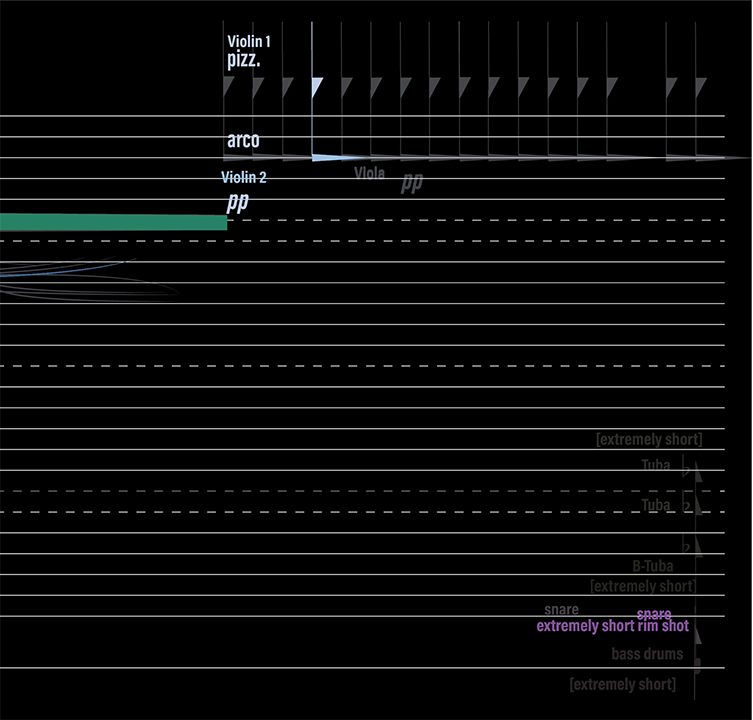 Violin 1
pizz.
arco
Violin 2
Viola
pp
pp
[extremely short]
Tuba
Tuba
B-Tuba
[extremely short]
snare
snare
extremely short rim shot
bass drums
[extremely short]